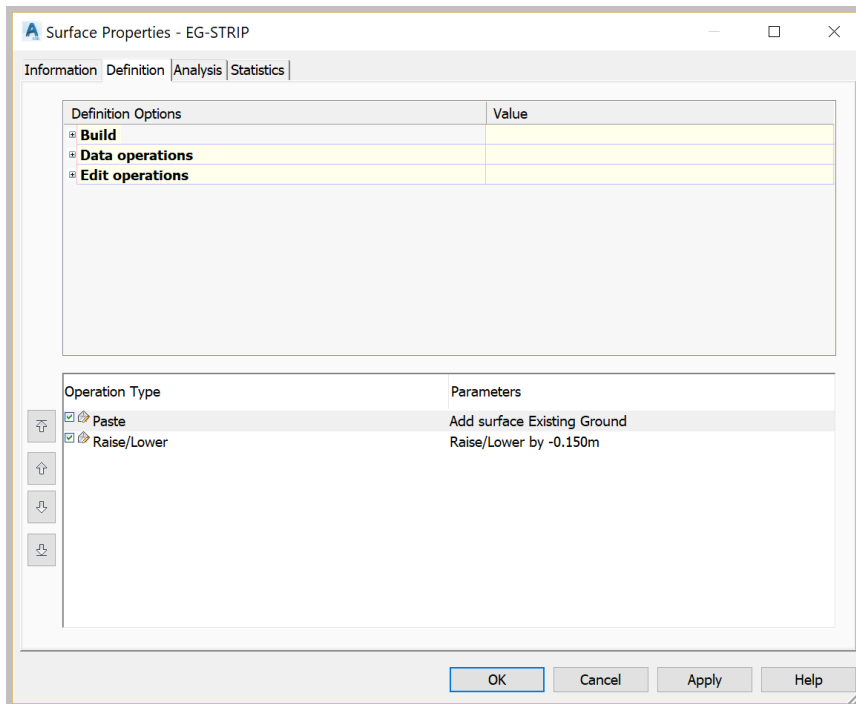 Surface Properties - EG-STRIP
Information Definition Analysis Statistics
Definition Options Value
Build
Data operations
Edit operations
Operation Type Parameters
Paste Add surface Existing Ground
Raise/Lower Raise/Lower by -0.150m
OK Cancel Apply Help